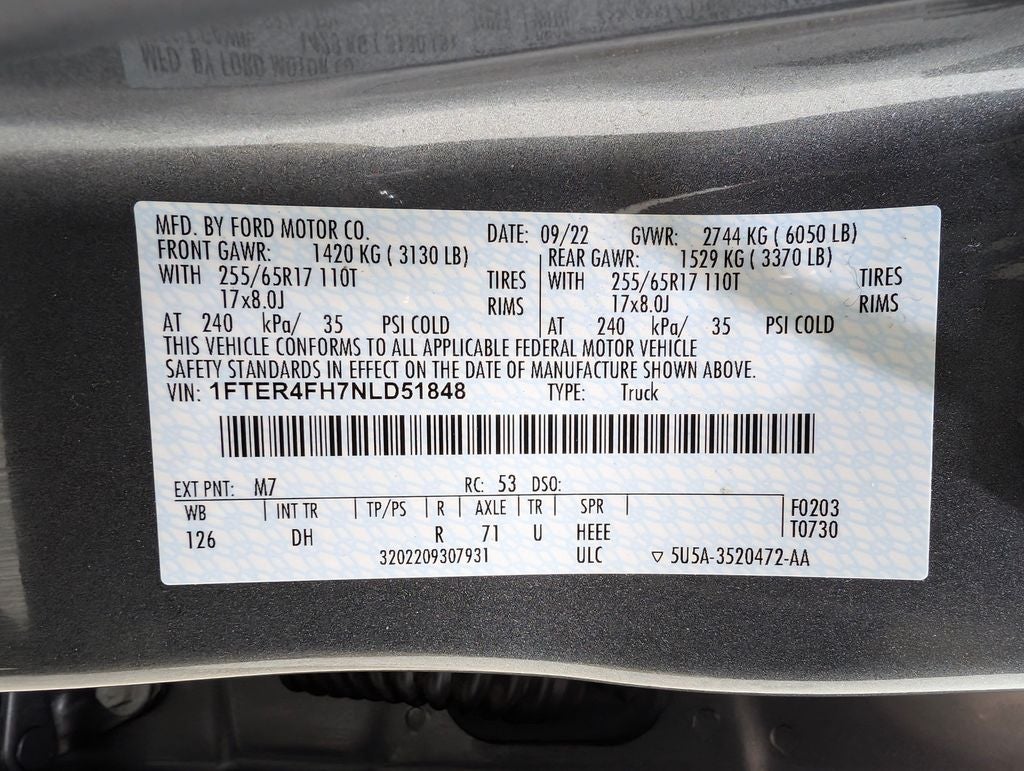 MFD. BY FORD MOTOR CO. DATE: 09/22 GVWR: 2744 KG ( 6050 LB)
FRONT GAWR: 1420 KG ( 3130 LB) REAR GAWR: 1529 KG ( 3370 LB)
WITH 255/65R17 110T TIRES WITH 255/65R17 110T TIRES
17x8.0J RIMS 17x8.0J RIMS
AT 240 kPa/ 35 PSI COLD AT 240 kPa/ 35 PSI COLD
THIS VEHICLE CONFORMS TO ALL APPLICABLE FEDERAL MOTOR VEHICLE
SAFETY STANDARDS IN EFFECT ON THE DATE OF MANUFACTURE SHOWN ABOVE.
VIN: 1FTER4FH7NLD51848 TYPE: Truck
EXT PNT: M7 RC: 53 DSO:
WB INT TR TP/PS R AXLE TR SPR F0203
126 DH R 71 U HEEE T0730
3202209307931 ULC ▽ 5U5A-3520472-AA